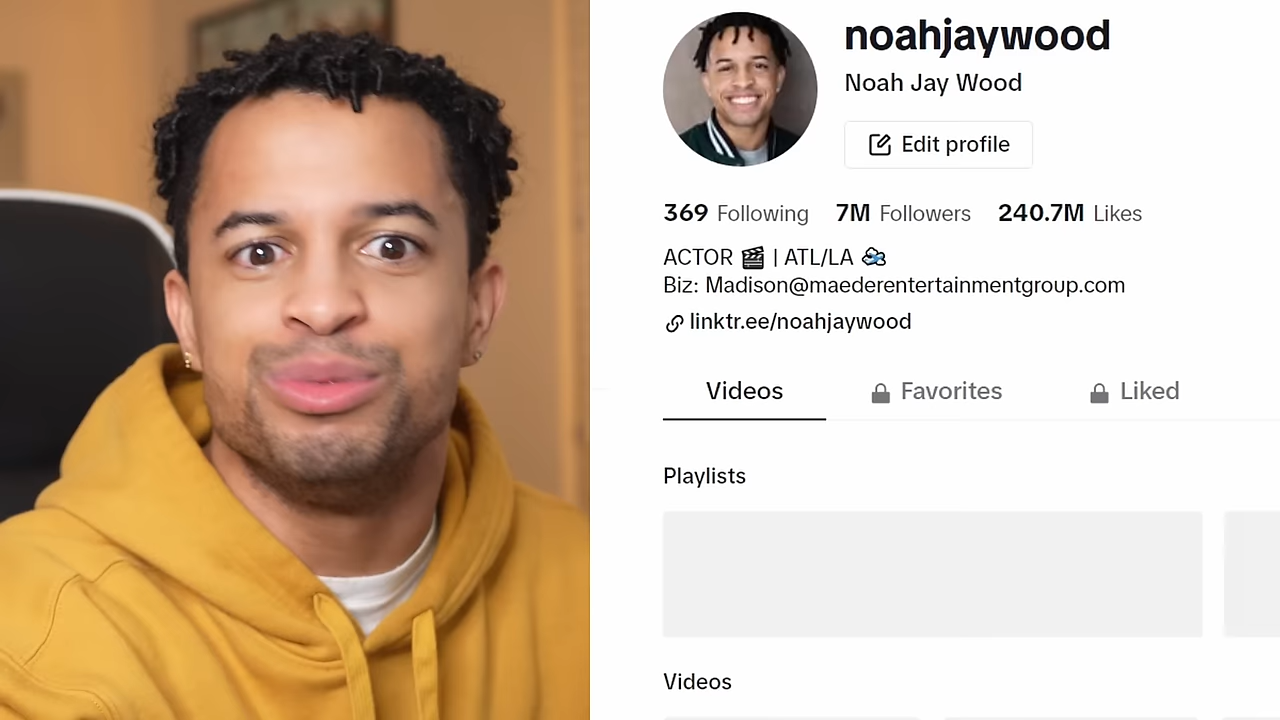 noahjaywood
Noah Jay Wood
Edit profile
369 Following 7M Followers 240.7M Likes
ACTOR 🎬 | ATL/LA 🌬️
Biz: Madison@maederentertainmentgroup.com
linktr.ee/noahjaywood
Videos Favorites Liked
Playlists
Videos